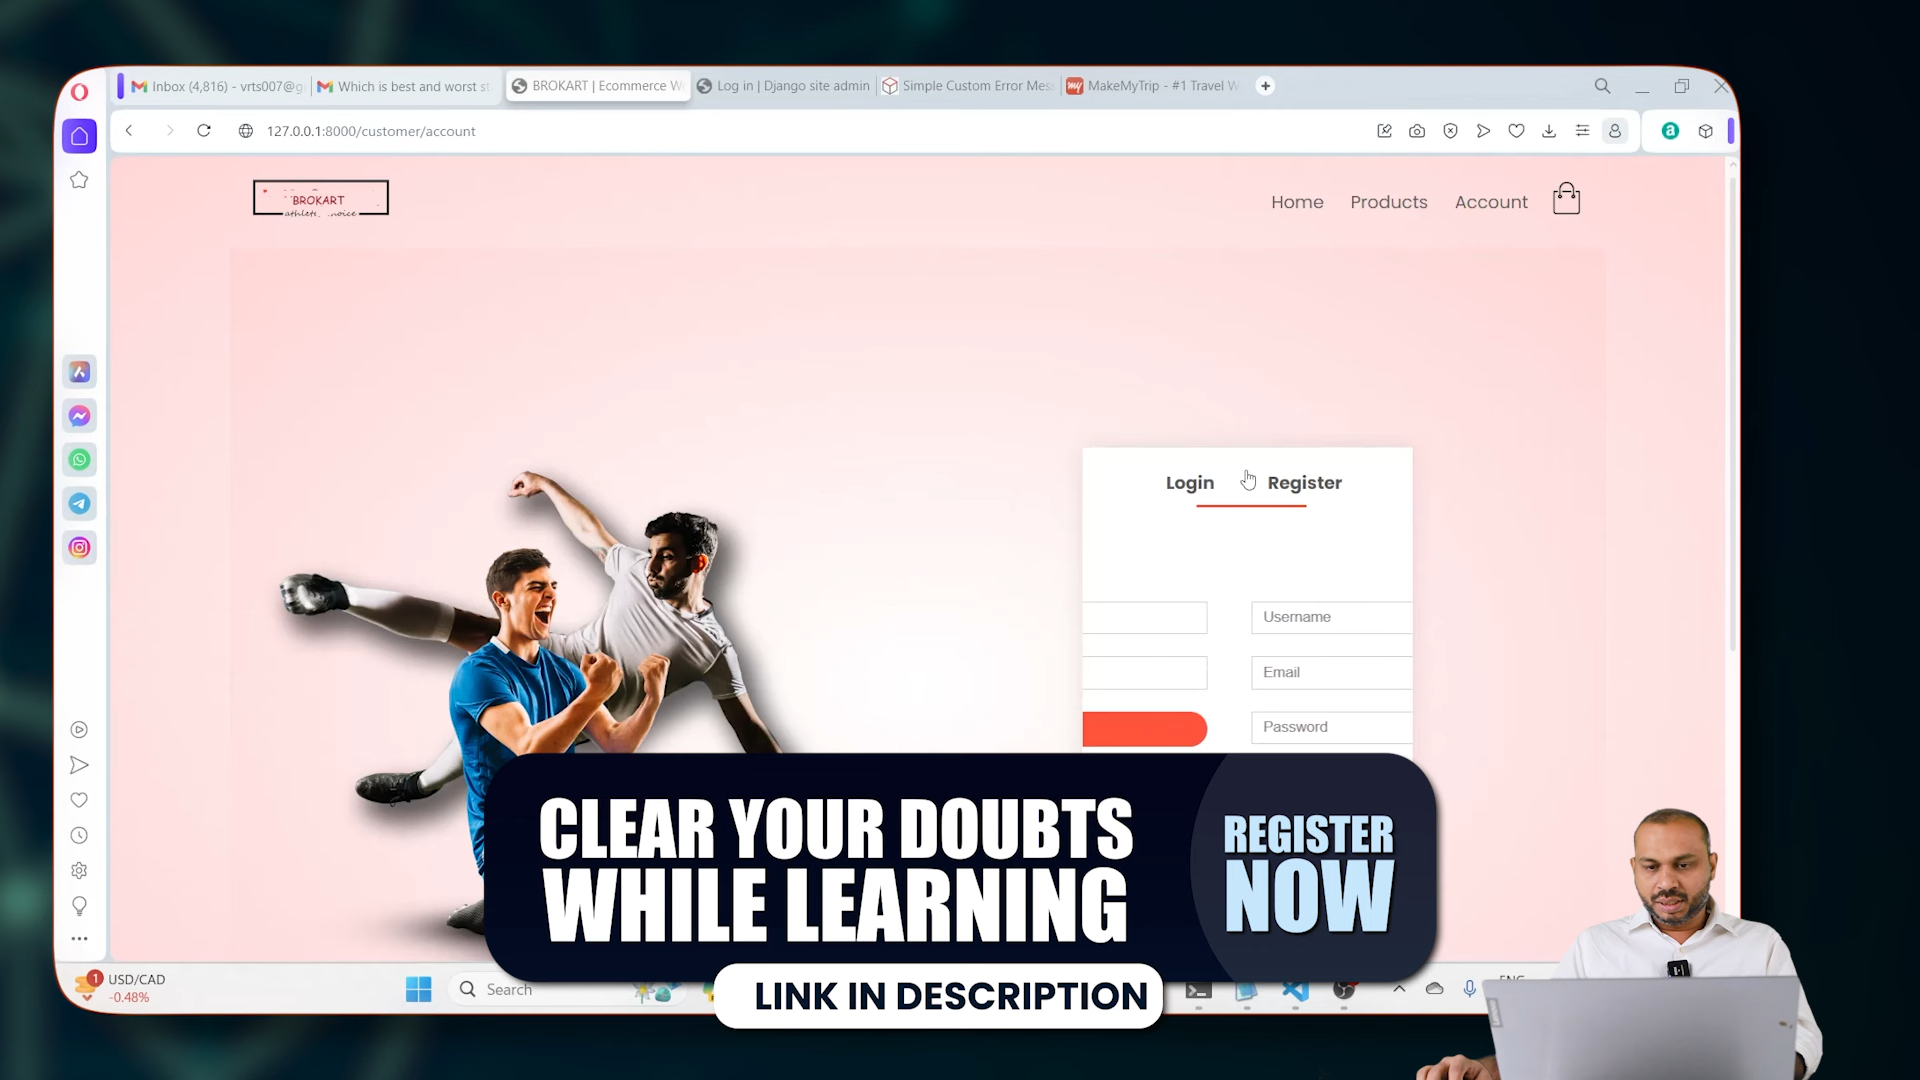 Inbox (4,816) - vrts007@g
Which is best and worst st
BROKART | Ecommerce W
Log in | Django site admin
Simple Custom Error Mes
MakeMyTrip - #1 Travel W
127.0.0.1:8000/customer/account
BROKART
Home
Products
Account
Login
Register
Username
Email
Password
CLEAR YOUR DOUBTS
WHILE LEARNING
REGISTER
NOW
LINK IN DESCRIPTION
1
USD/CAD
-0.48%
Search
ENG